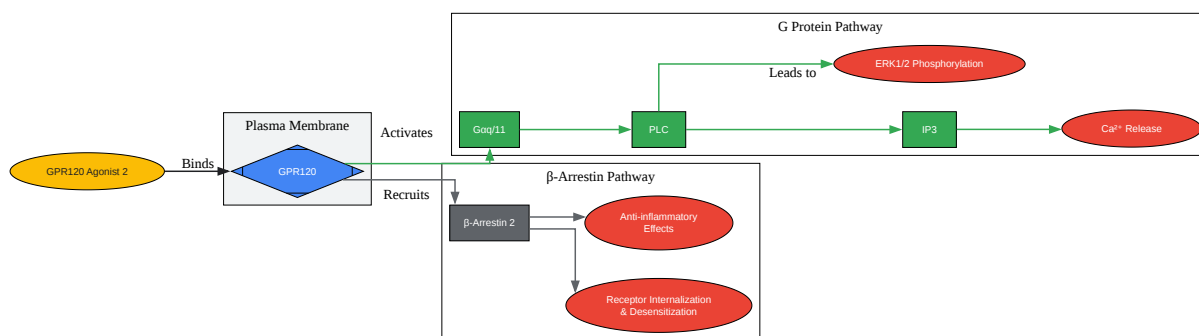 G Protein Pathway
ERK1/2 Phosphorylation
Leads to
Plasma Membrane
Activates
Gαq/11
PLC
IP3
Ca²⁺ Release
GPR120 Agonist 2
Binds
GPR120
β-Arrestin Pathway
Recruits
β-Arrestin 2
Anti-inflammatory
Effects
Receptor Internalization
& Desensitization